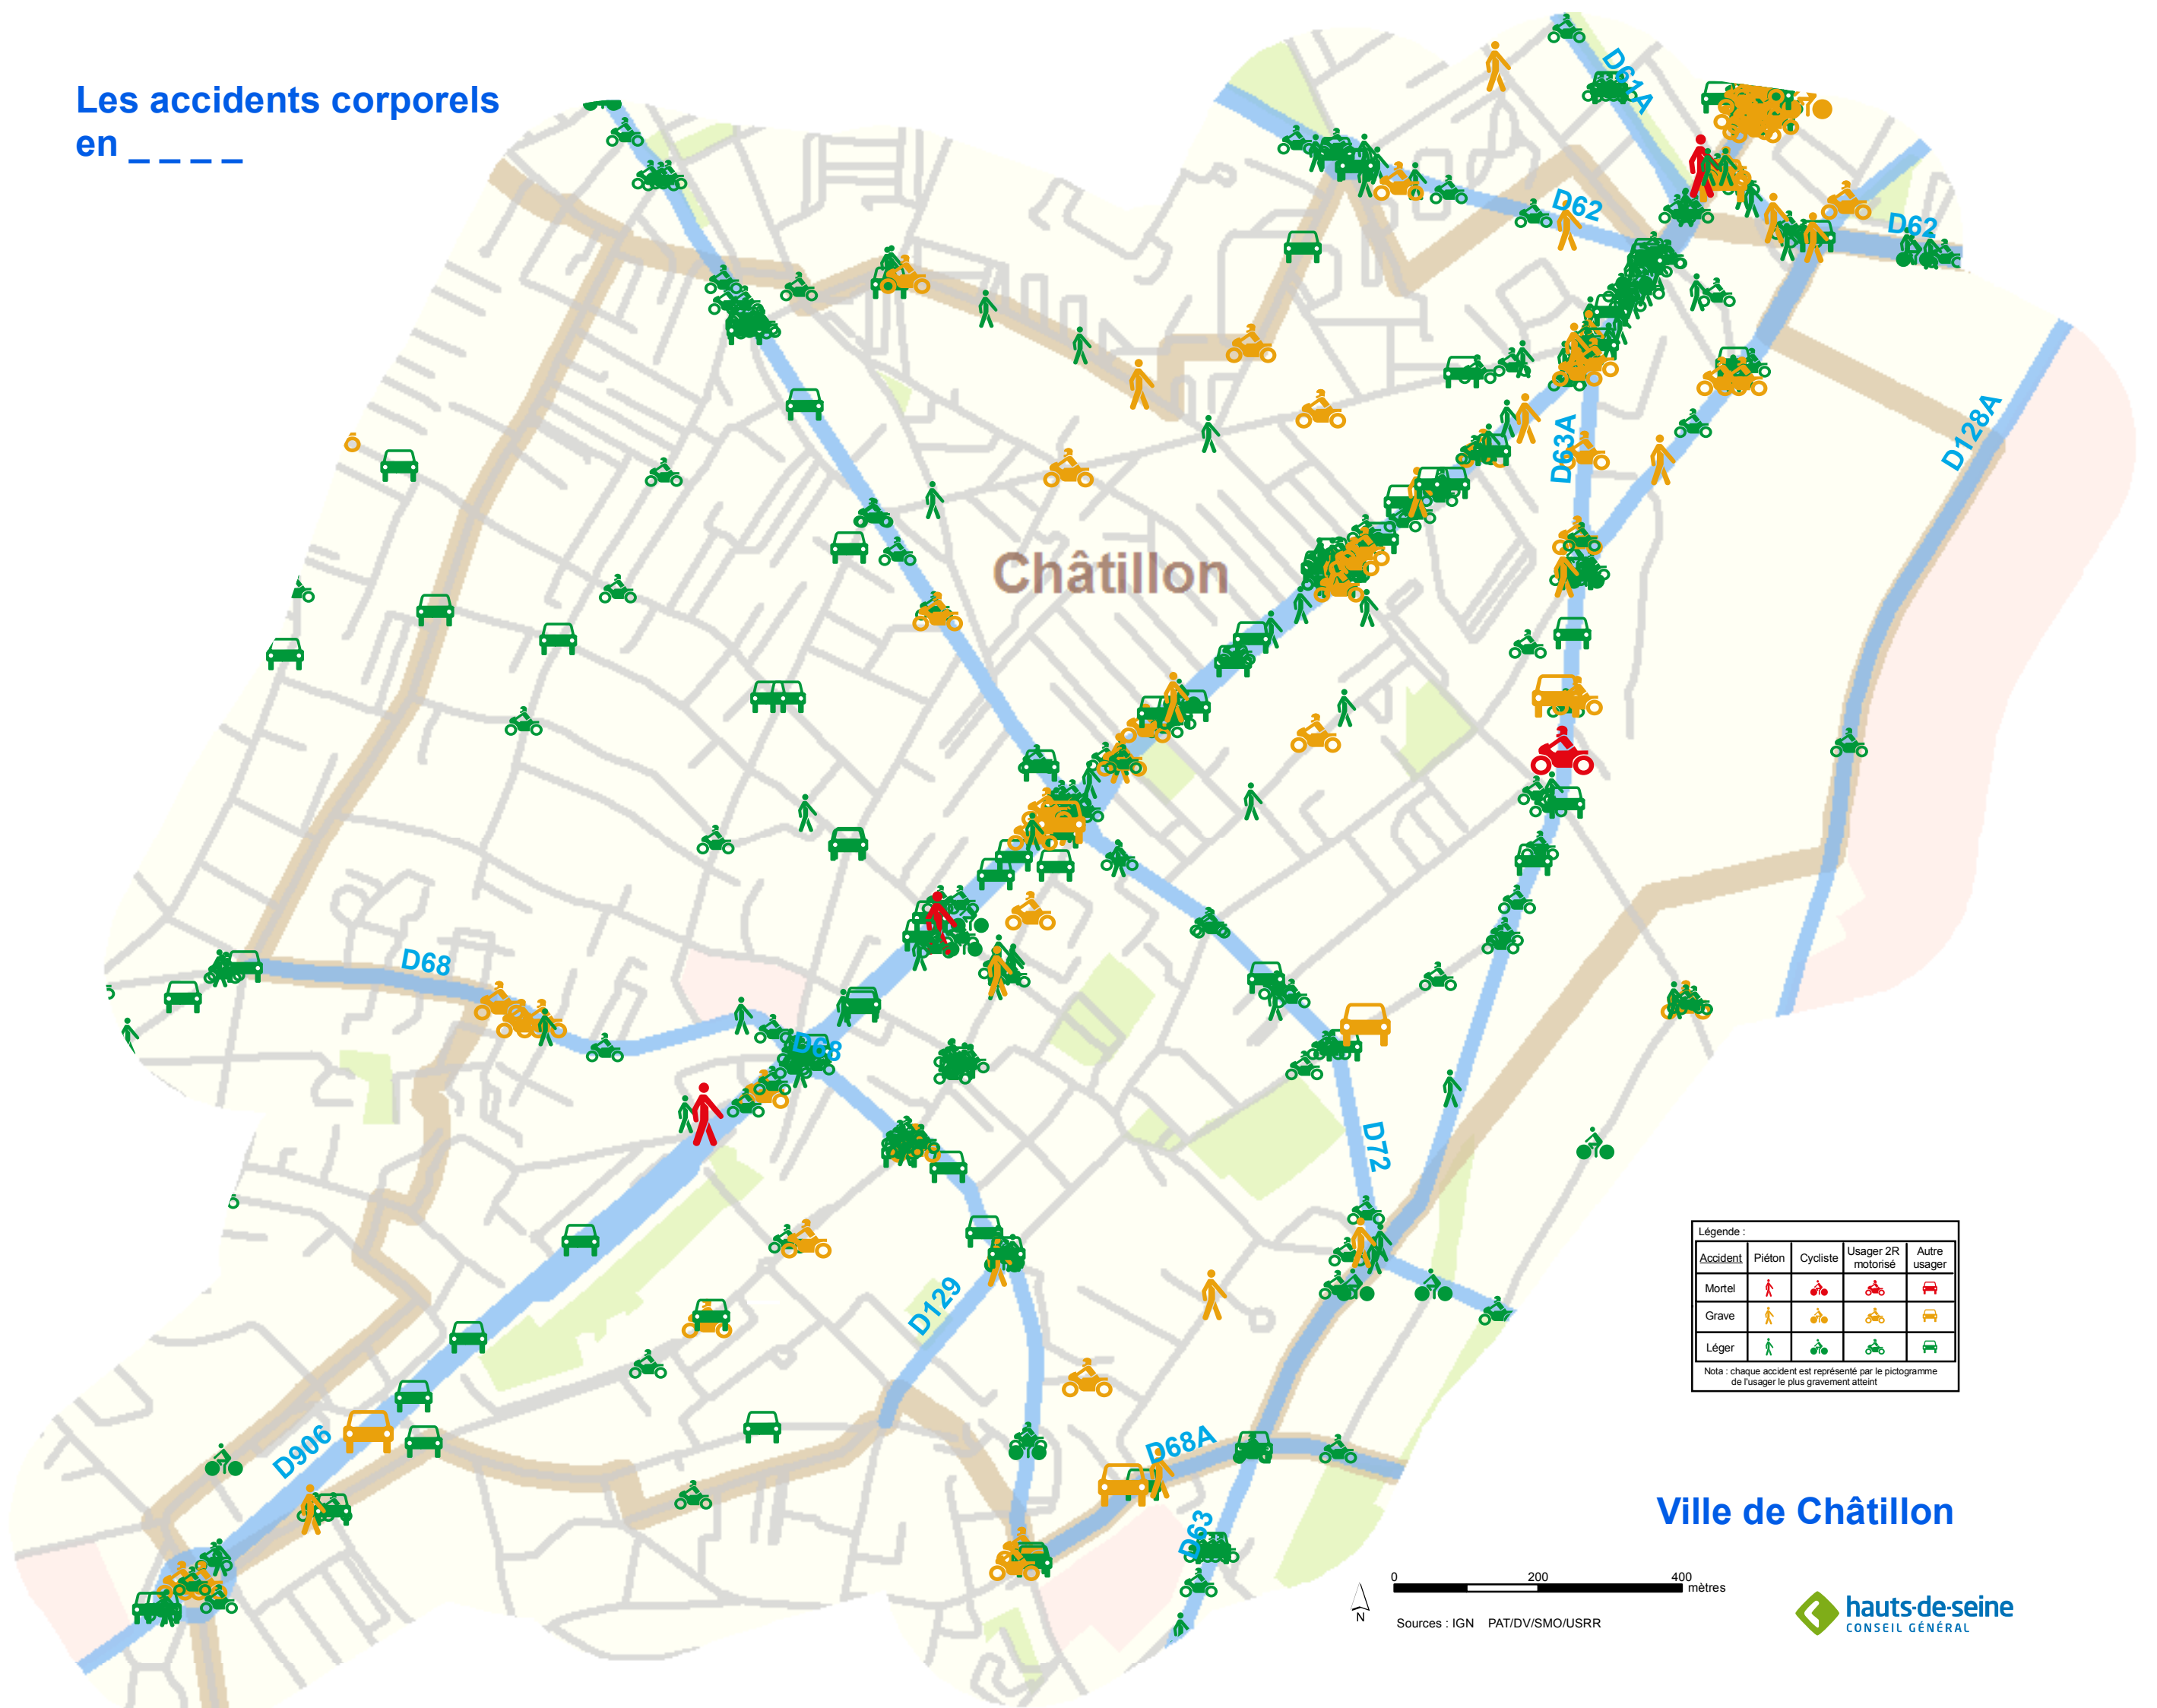 Les accidents corporels
en _ _ _ _
D61A
D62
D62
D63A
D128A
Châtillon
D68
D68
D72
D129
D906
D68A
D63
Légende :
Accident Piéton Cycliste Usager 2R motorisé Autre usager
Mortel
Grave
Léger
Nota : chaque accident est représenté par le pictogramme
de l'usager le plus gravement atteint
Ville de Châtillon
0 200 400 mètres
N
Sources : IGN PAT/DV/SMO/USRR
hauts-de-seine
CONSEIL GÉNÉRAL